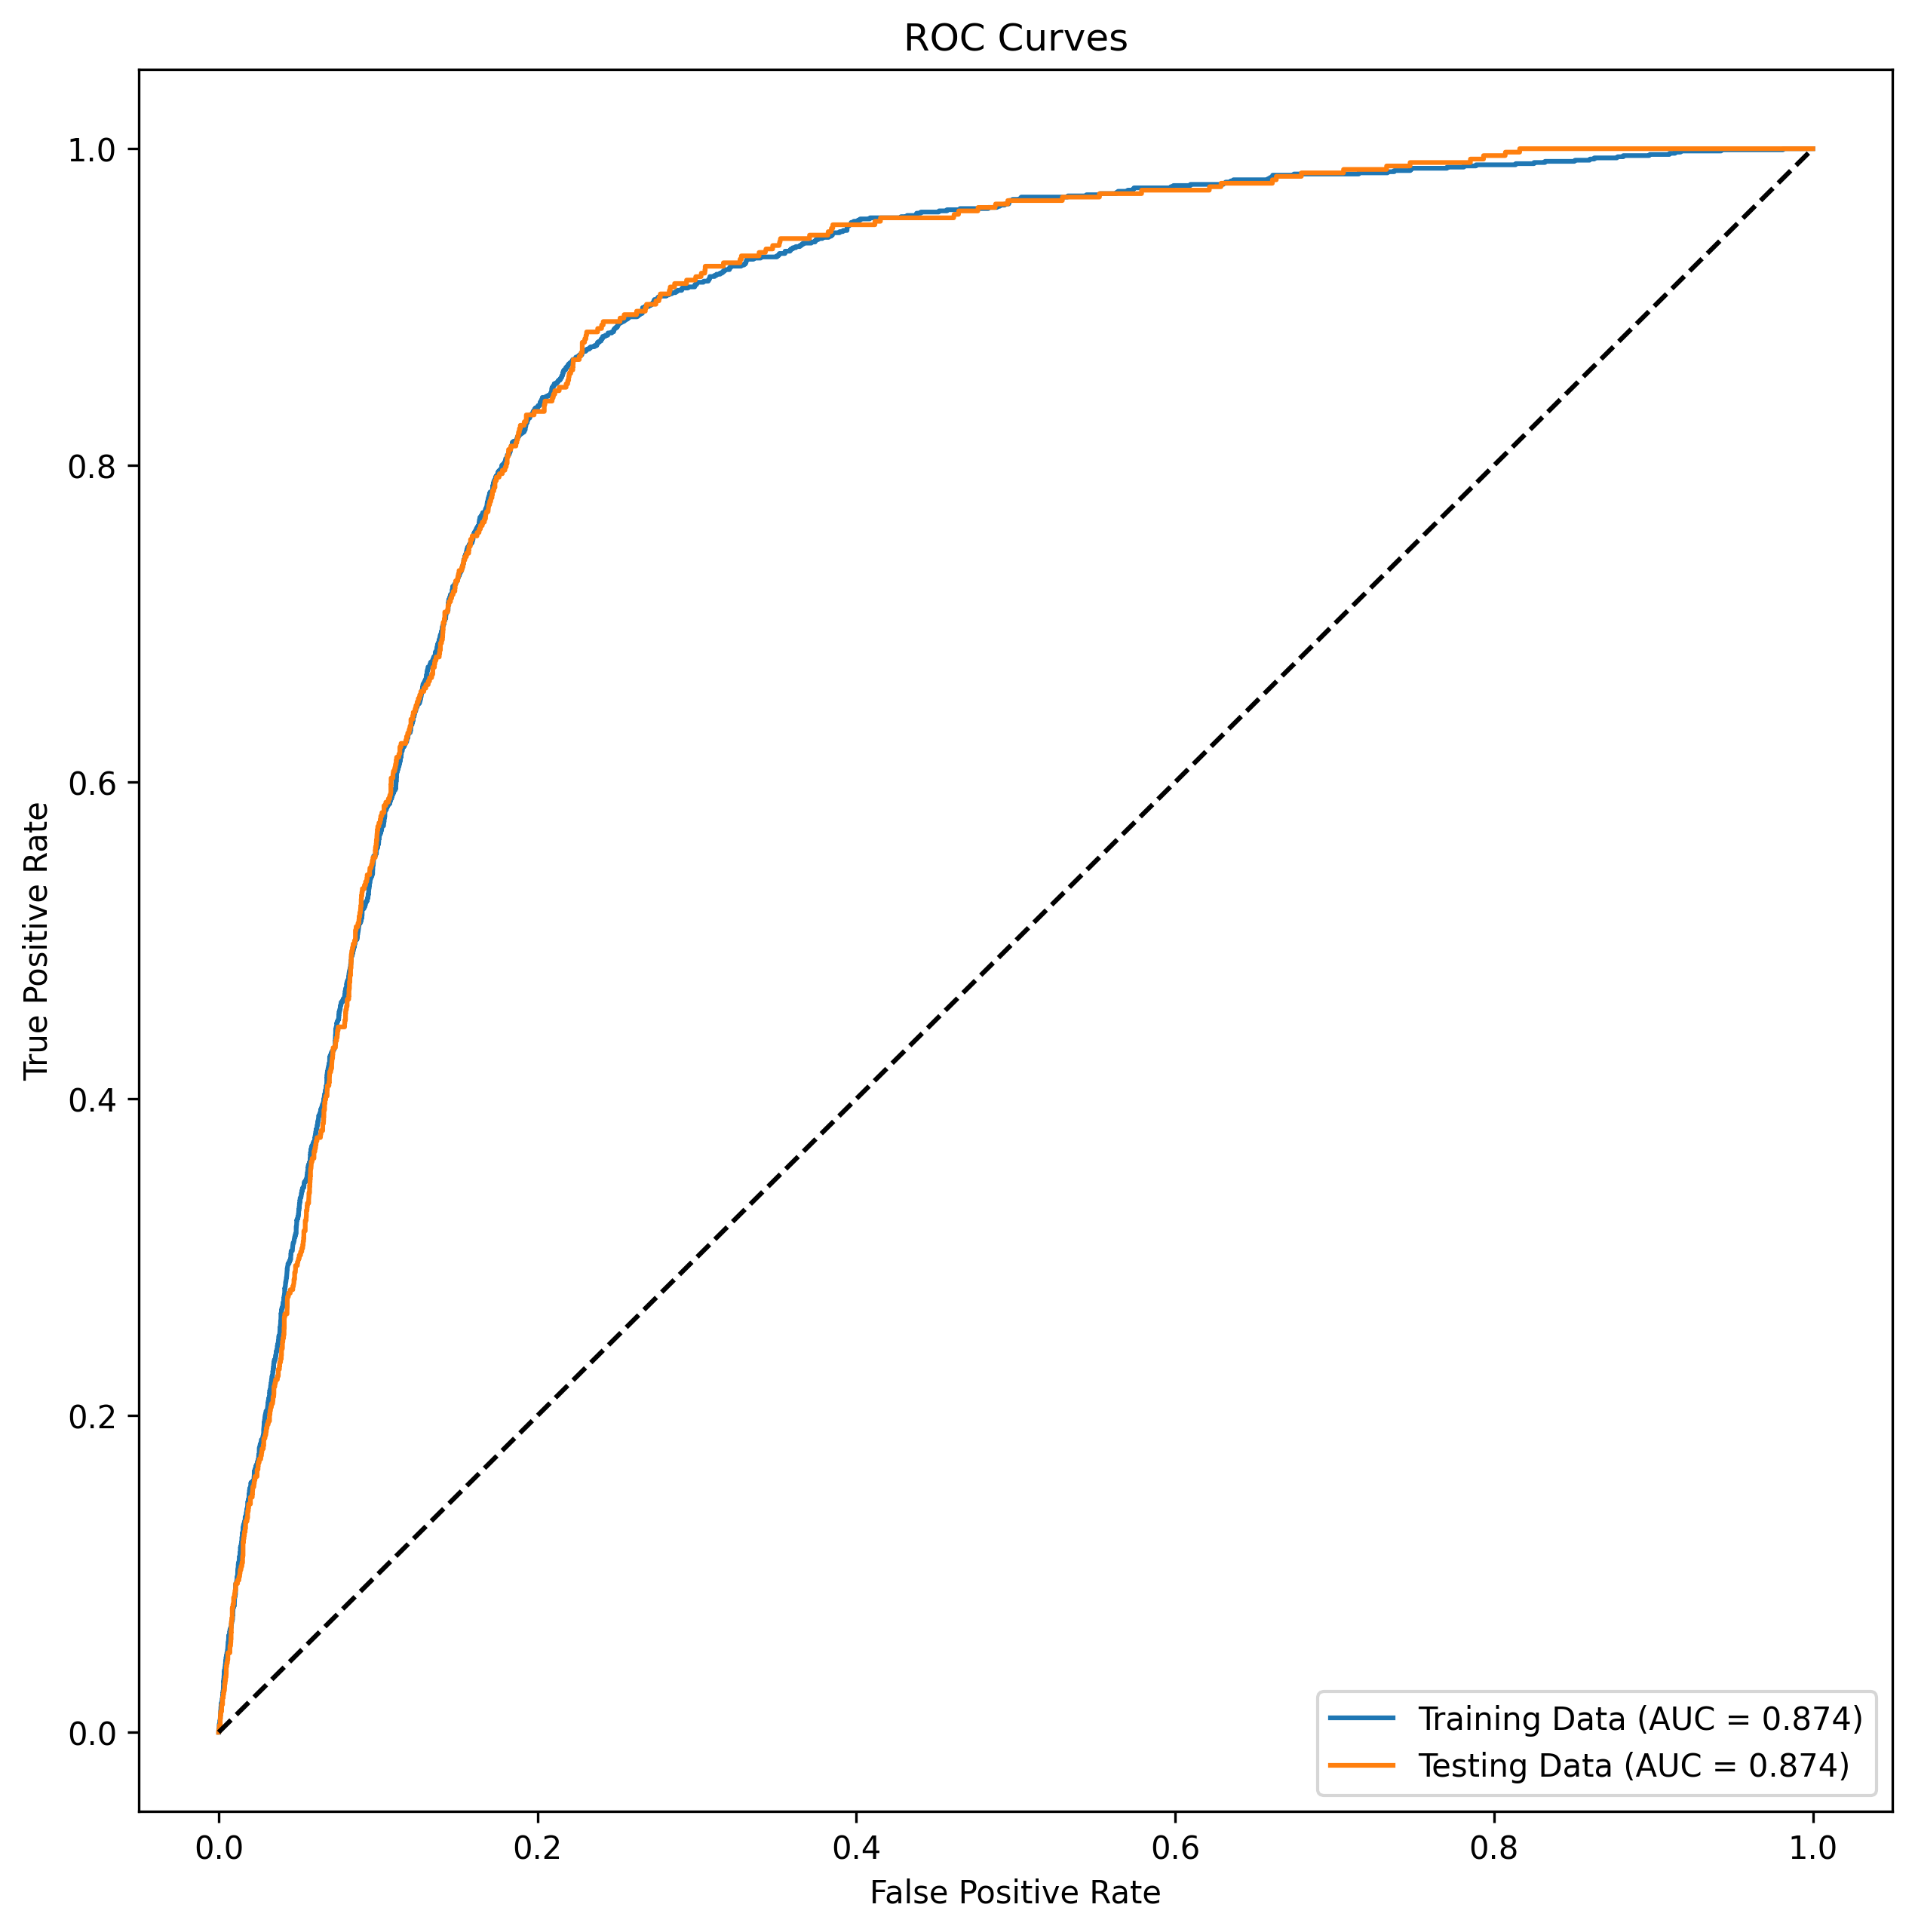 ROC Curves
1.0
0.8
0.6
0.4
0.2
0.0
True Positive Rate
Training Data (AUC = 0.874)
Testing Data (AUC = 0.874)
0.0 0.2 0.4 0.6 0.8 1.0
False Positive Rate